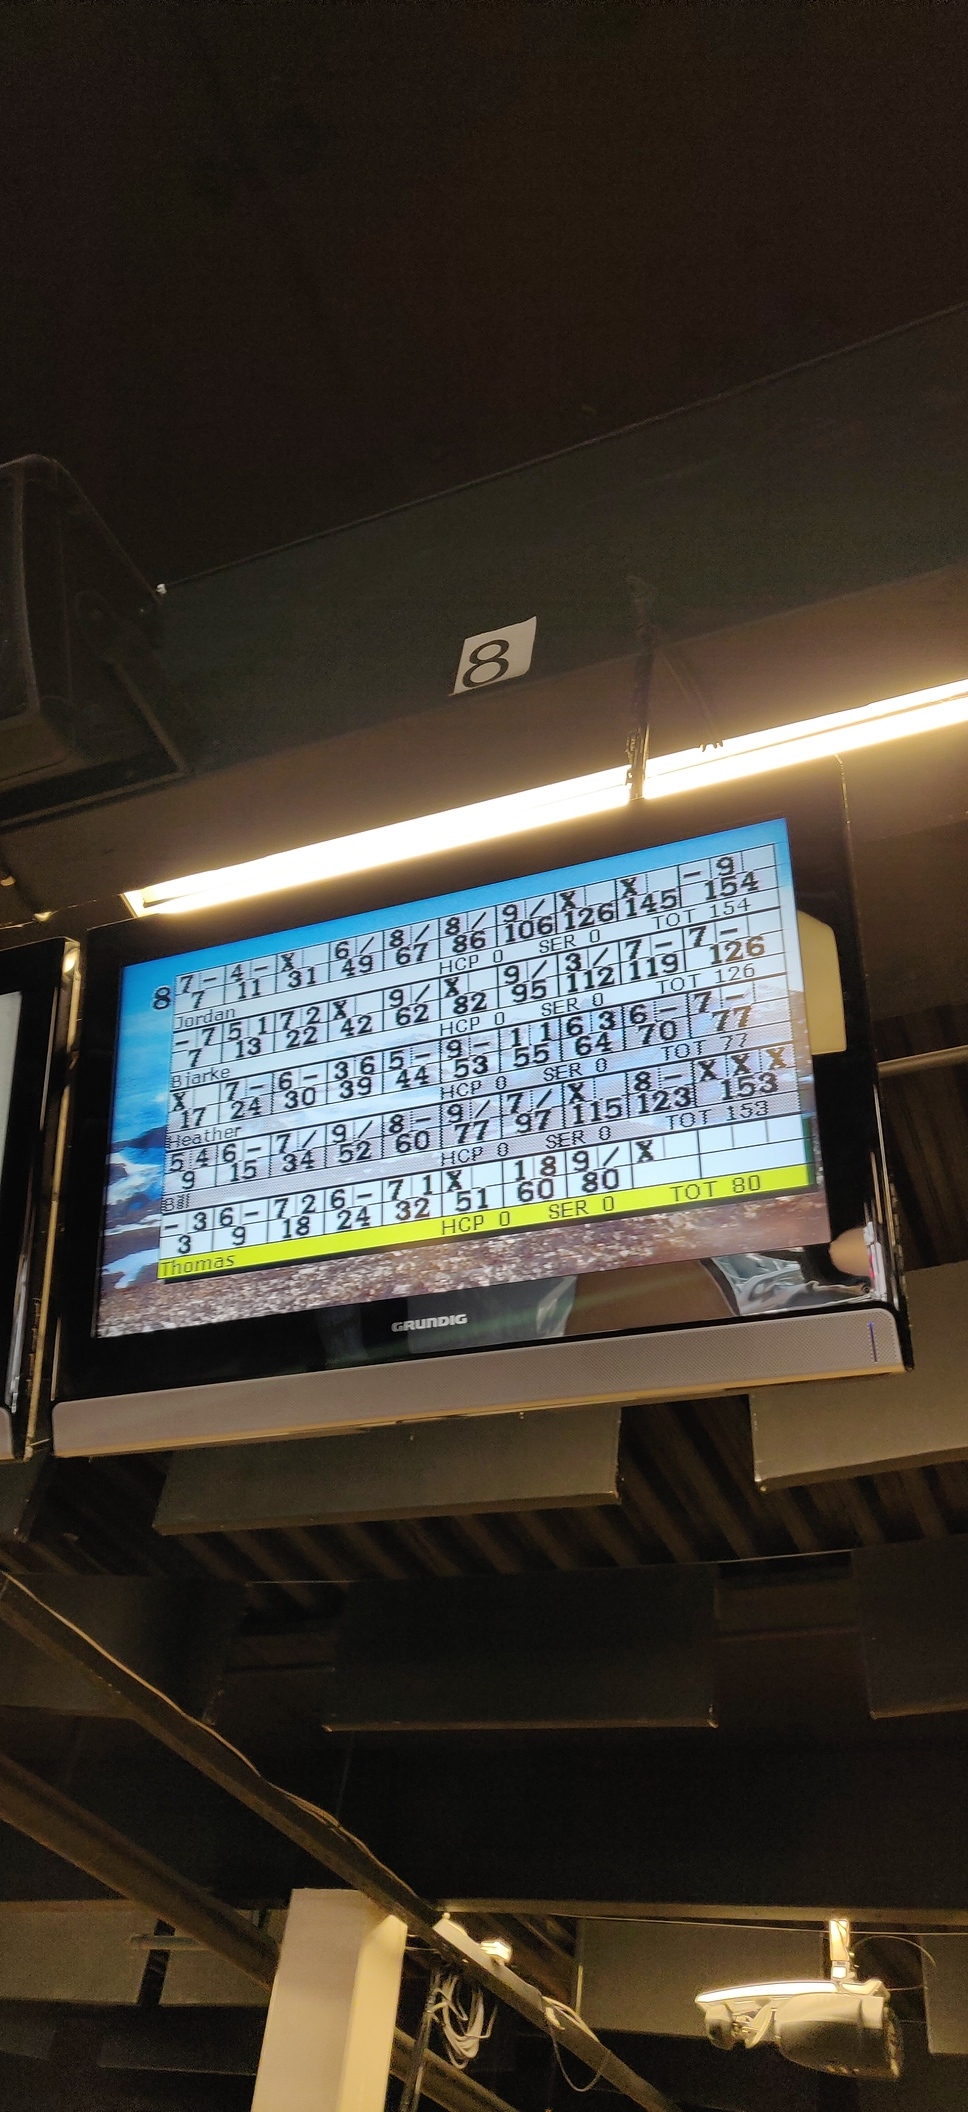 8
8 7 - 4 - X 6 / 8 / 8 / 9 / X X - 9
7 11 31 49 67 86 106 126 145 154
Jordan HCP 0 SER 0 TOT 154
- 7 5 1 7 2 X 9 / X 9 / 3 / 7 - 7 -
7 13 22 42 62 82 95 112 119 126
Bjarke HCP 0 SER 0 TOT 126
X 7 - 6 - 3 6 5 - 9 - 1 1 6 3 6 - 7 -
17 24 30 39 44 53 55 64 70 77
Heather HCP 0 SER 0 TOT 77
5 4 6 - 7 / 9 / 8 - 9 / 7 / X 8 - X X X
9 15 34 52 60 77 97 115 123 153
Bill HCP 0 SER 0 TOT 153
- 3 6 - 7 2 6 - 7 1 X 1 8 9 / X
3 9 18 24 32 51 60 80
Thomas HCP 0 SER 0 TOT 80
GRUNDIG